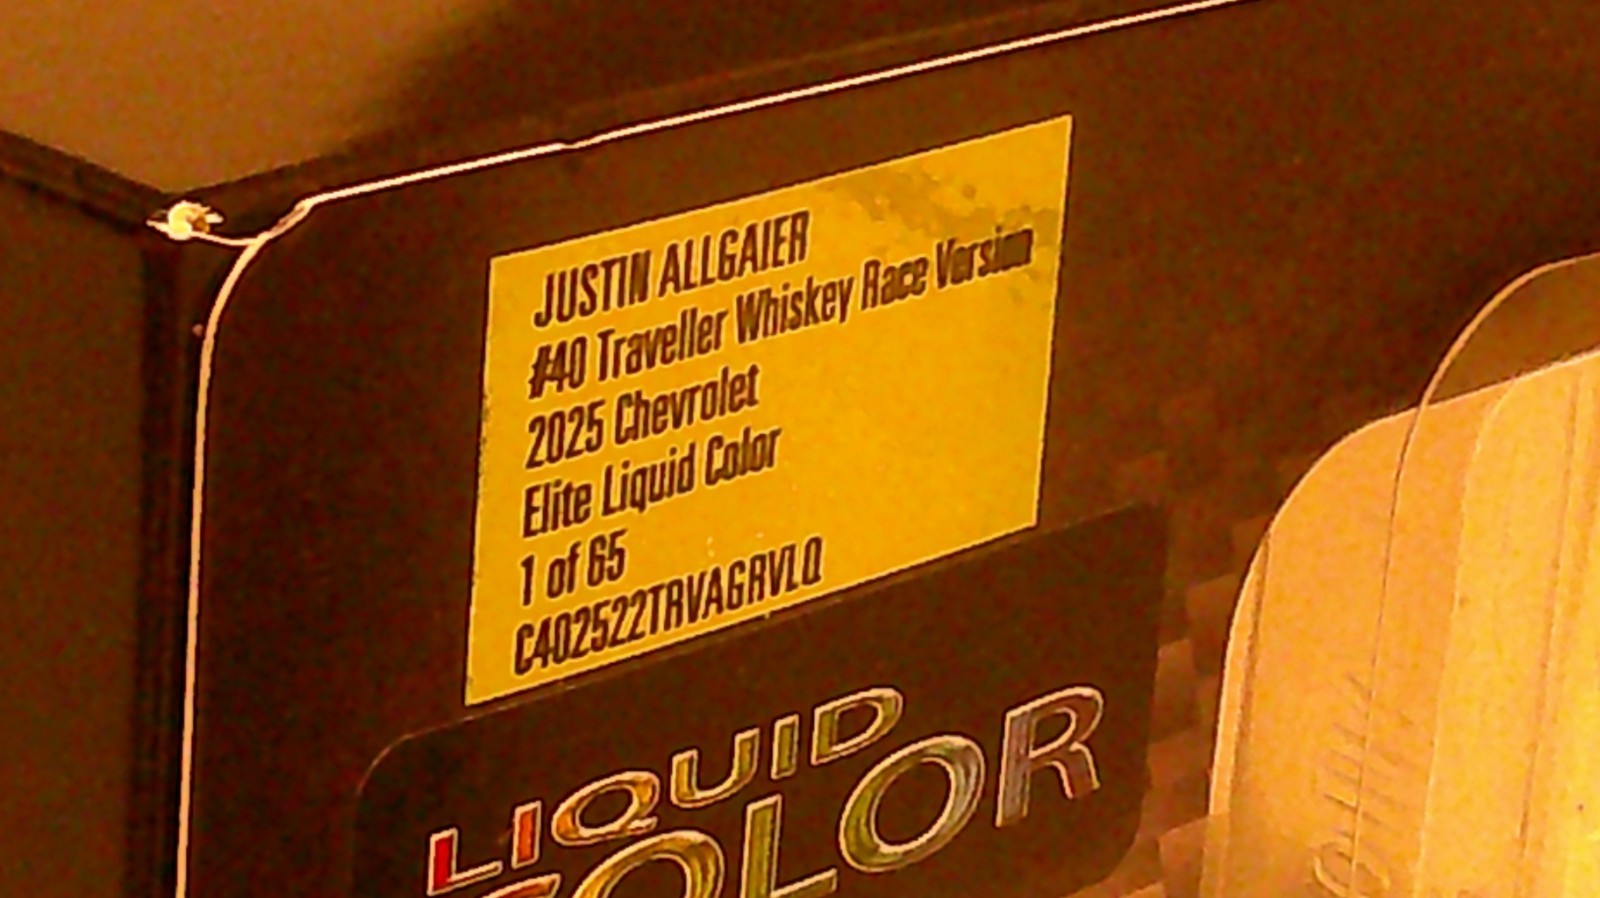 JUSTIN ALLGAIER
#40 Traveller Whiskey Race Version
2025 Chevrolet
Elite Liquid Color
1 of 65
C402522TRVAGRVLQ
LIQUID
COLOR